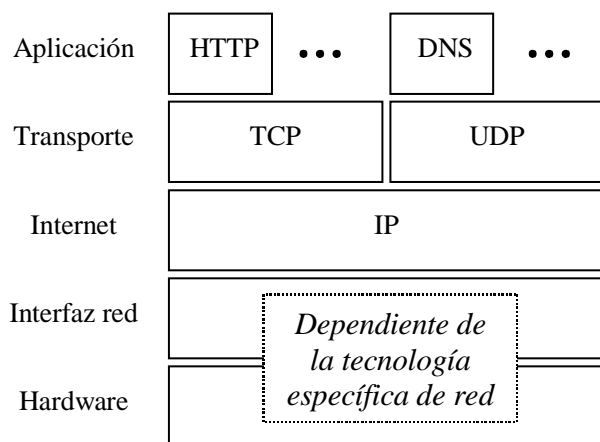 Aplicación HTTP ... DNS ...
Transporte TCP UDP
Internet IP
Interfaz red
Dependiente de
la tecnología
específica de red
Hardware